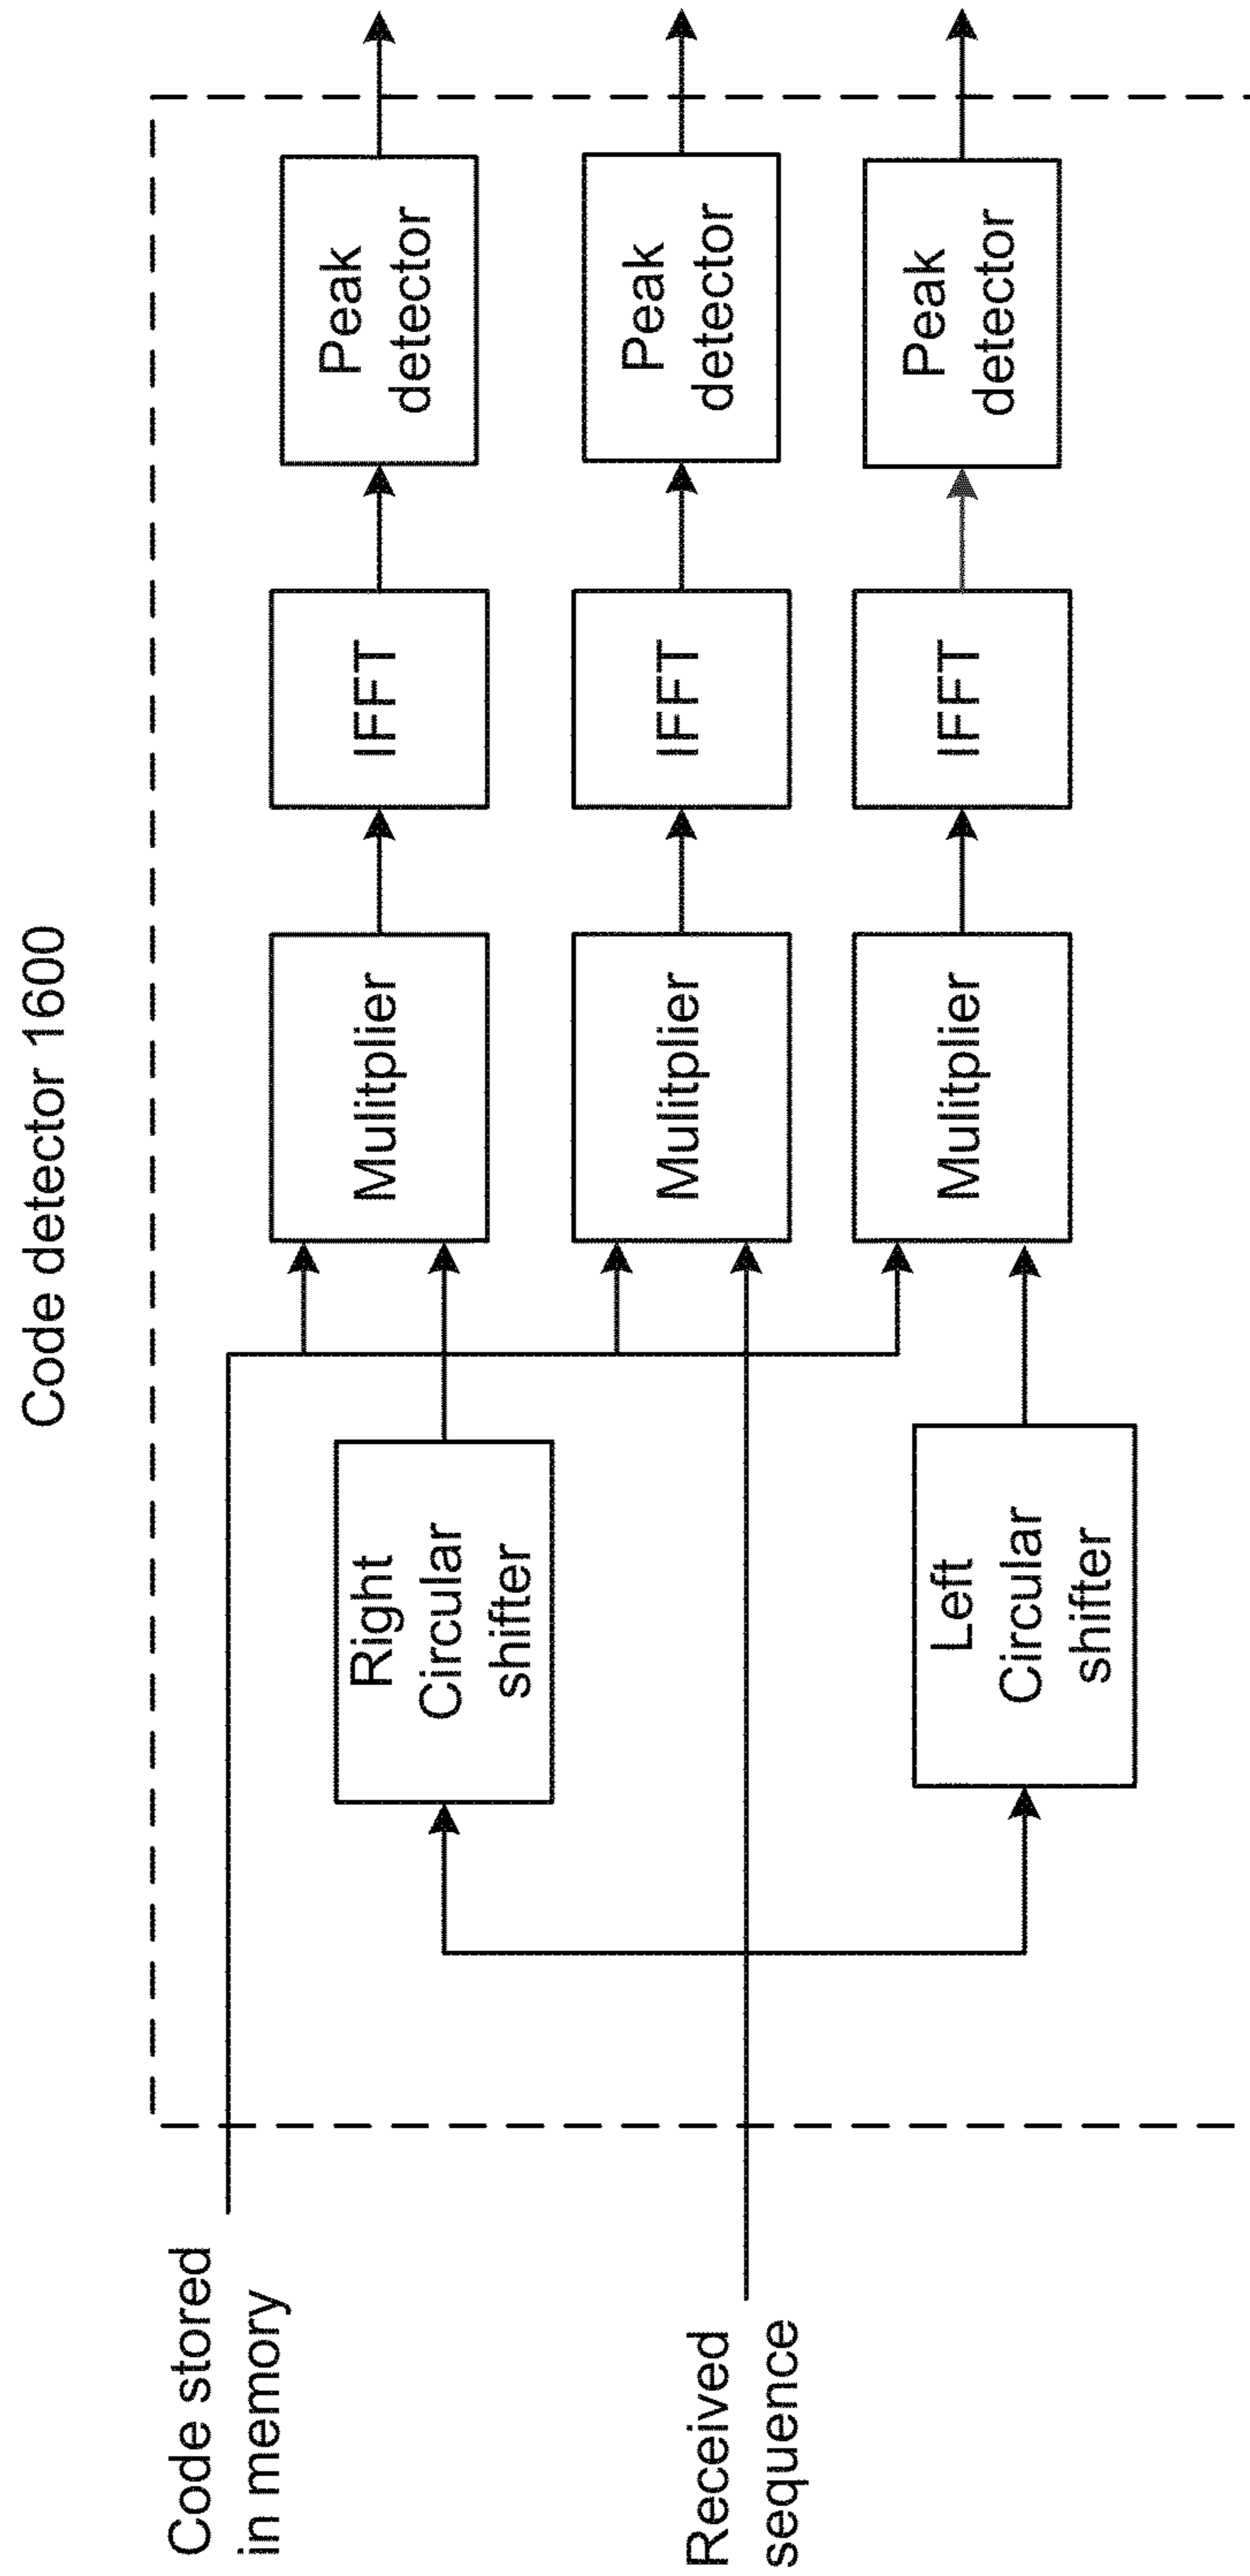 Code detector 1600
Code stored
in memory
Received
sequence
Right
Circular
shifter
Left
Circular
shifter
Mulitplier
IFFT
Peak
detector
Mulitplier
IFFT
Peak
detector
Mulitplier
IFFT
Peak
detector